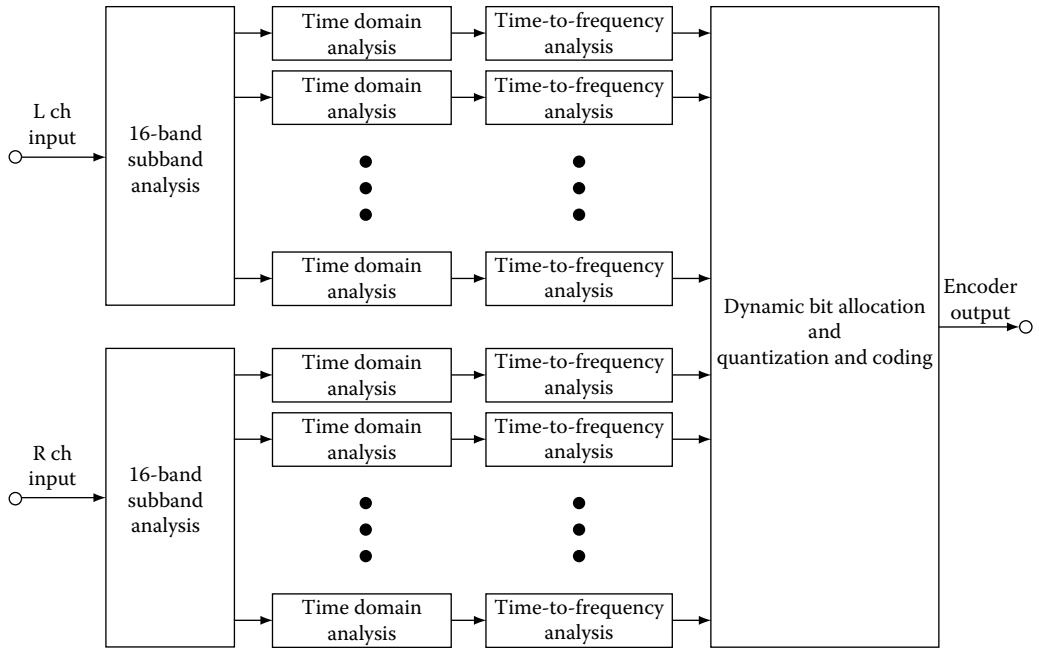 L ch
input
16-band
subband
analysis
Time domain
analysis
Time-to-frequency
analysis
Time domain
analysis
Time-to-frequency
analysis
Time domain
analysis
Time-to-frequency
analysis
R ch
input
16-band
subband
analysis
Time domain
analysis
Time-to-frequency
analysis
Time domain
analysis
Time-to-frequency
analysis
Time domain
analysis
Time-to-frequency
analysis
Dynamic bit allocation
and
quantization and coding
Encoder
output